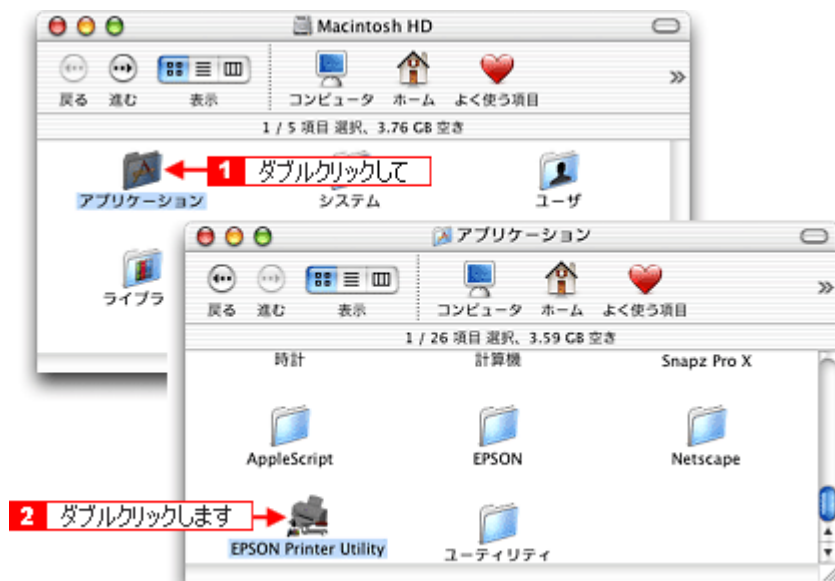 Macintosh HD
戻る 進む 表示 コンピュータ ホーム よく使う項目 »
1 / 5 項目 選択、3.76 GB 空き
1 ダブルクリックして
アプリケーション システム ユーザ
ライブラ
アプリケーション
戻る 進む 表示 コンピュータ ホーム よく使う項目 »
1 / 26 項目 選択、3.59 GB 空き
時計 計算機 Snapz Pro X
AppleScript EPSON Netscape
2 ダブルクリックします
EPSON Printer Utility ユーティリティ